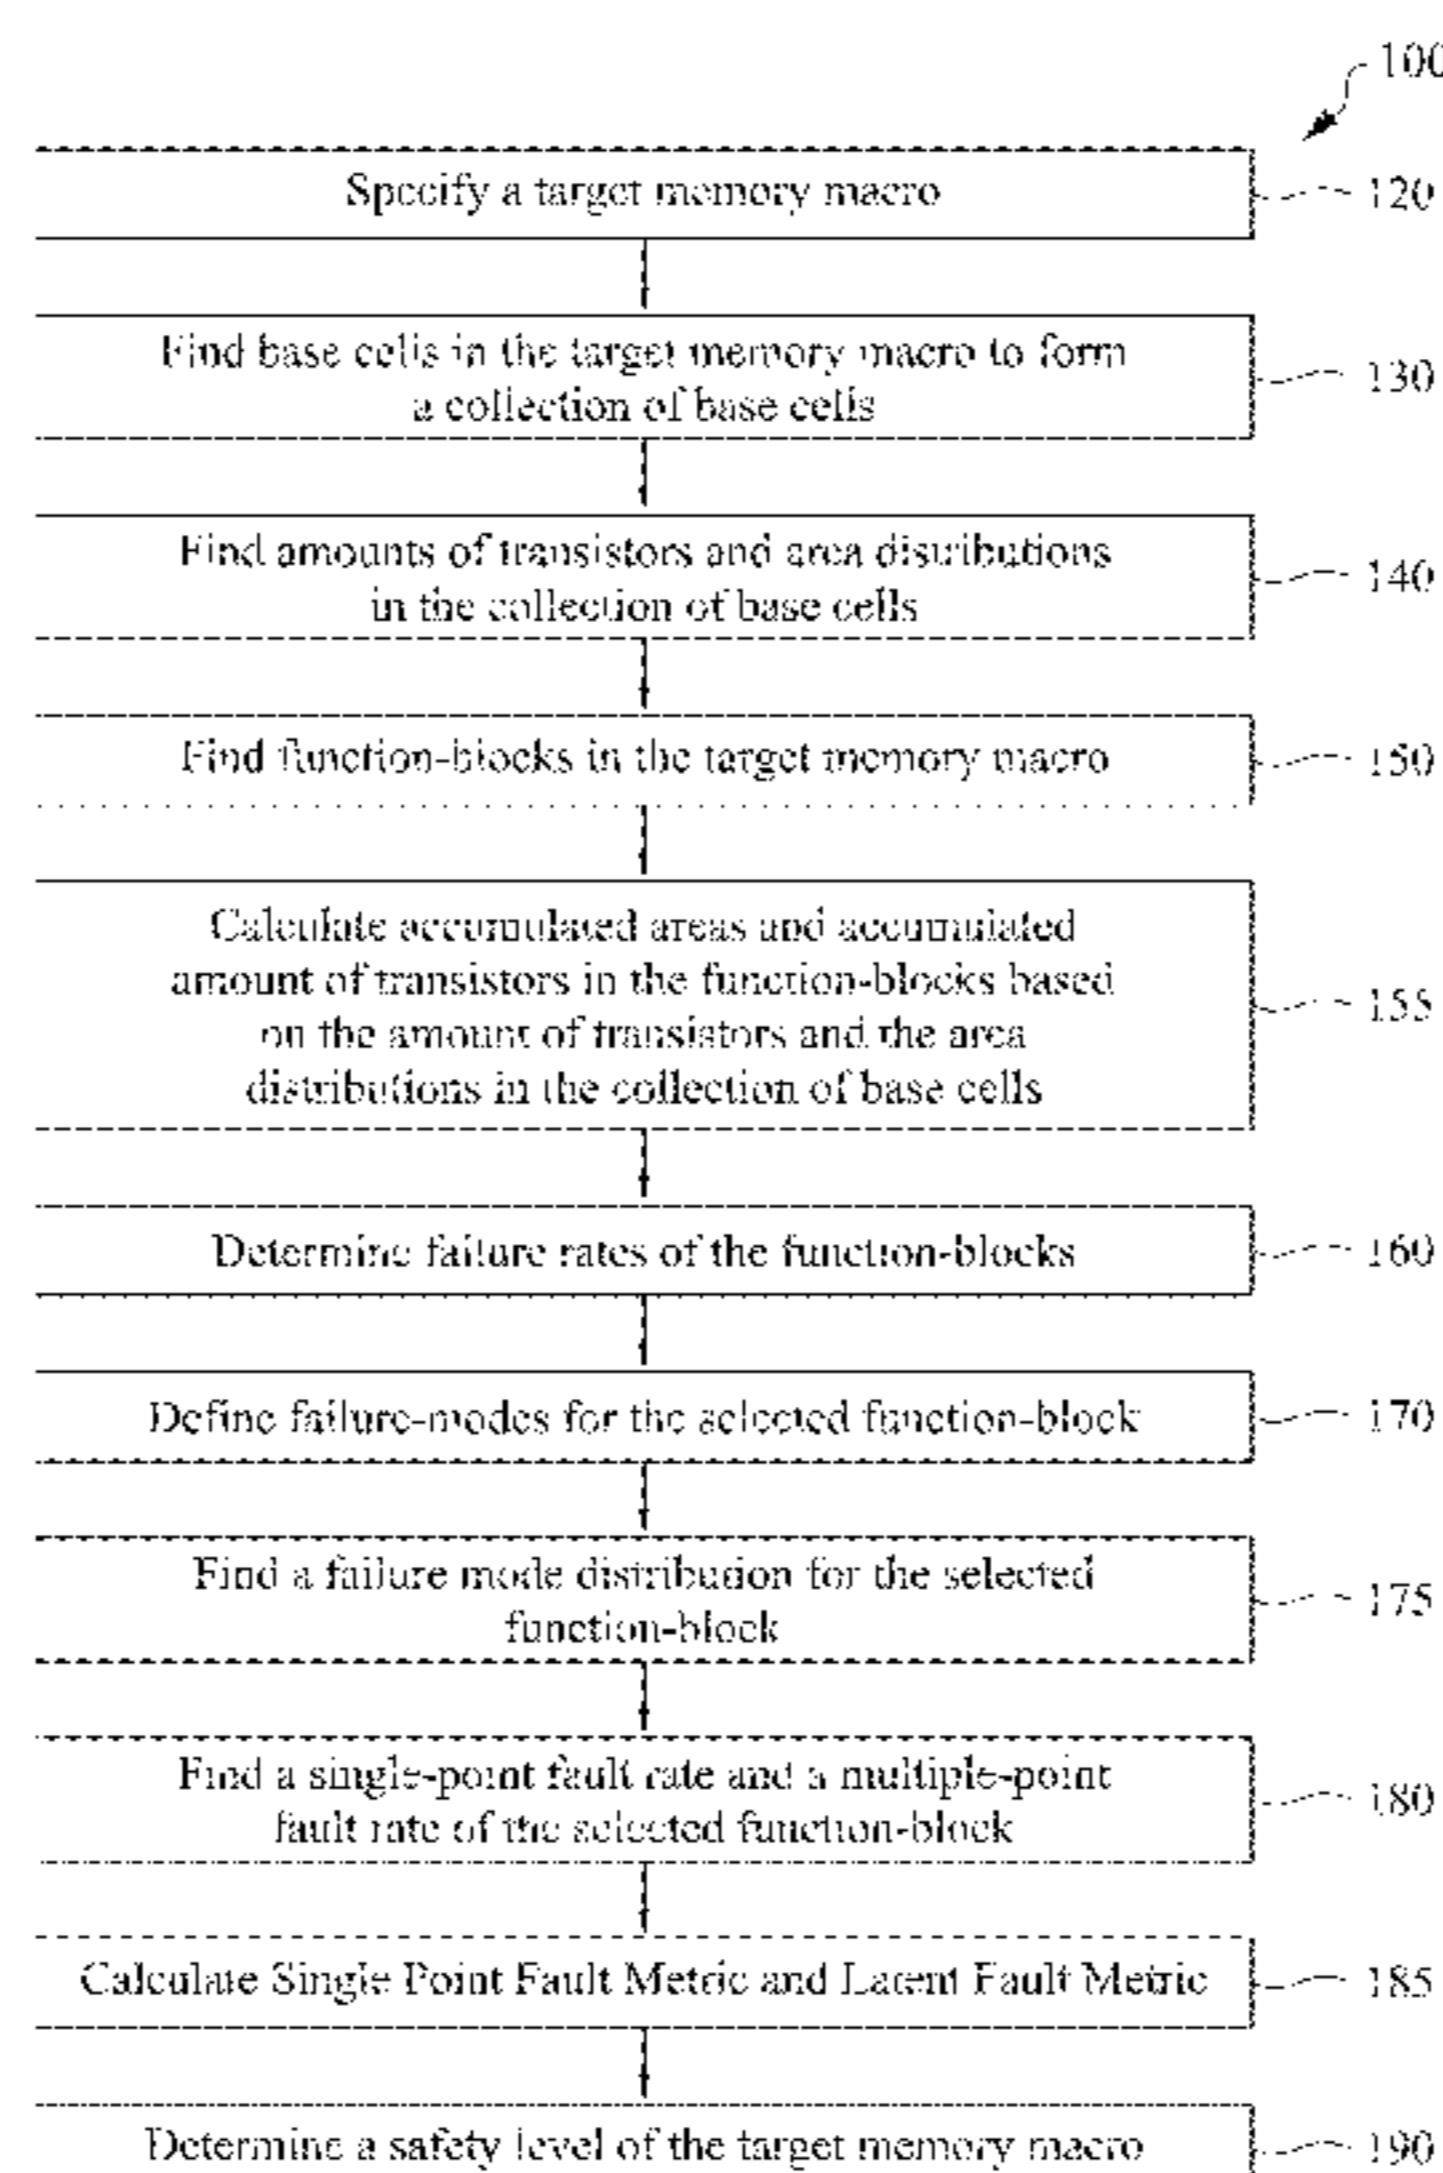 100
Specify a target memory macro
120
Find base cells in the target memory macro to form
a collection of base cells
130
Find amounts of transistors and area distributions
in the collection of base cells
140
Find function-blocks in the target memory macro
150
Calculate accumulated areas and accumulated
amount of transistors in the function-blocks based
on the amount of transistors and the area
distributions in the collection of base cells
155
Determine failure rates of the function-blocks
160
Define failure-modes for the selected function-block
170
Find a failure mode distribution for the selected
function-block
175
Find a single-point fault rate and a multiple-point
fault rate of the selected function-block
180
Calculate Single Point Fault Metric and Latent Fault Metric
185
Determine a safety level of the target memory macro
190